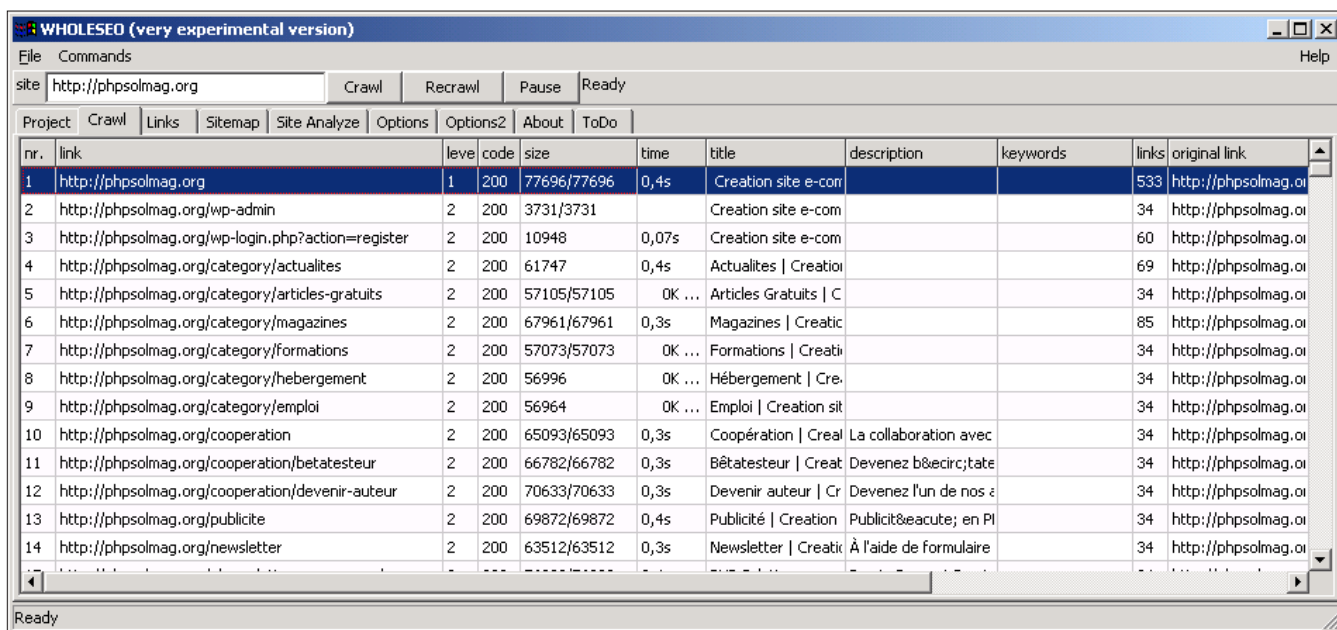 WHOLESEO (very experimental version)
File Commands Help
site http://phpsolmag.org Crawl Recrawl Pause Ready
Project Crawl Links Sitemap Site Analyze Options Options2 About ToDo
nr. link leve code size time title description keywords links original link
1 http://phpsolmag.org 1 200 77696/77696 0,4s Creation site e-com 533 http://phpsolmag.or
2 http://phpsolmag.org/wp-admin 2 200 3731/3731 Creation site e-com 34 http://phpsolmag.or
3 http://phpsolmag.org/wp-login.php?action=register 2 200 10948 0,07s Creation site e-com 60 http://phpsolmag.or
4 http://phpsolmag.org/category/actualites 2 200 61747 0,4s Actualites | Creation 69 http://phpsolmag.or
5 http://phpsolmag.org/category/articles-gratuits 2 200 57105/57105 0K ... Articles Gratuits | C 34 http://phpsolmag.or
6 http://phpsolmag.org/category/magazines 2 200 67961/67961 0,3s Magazines | Creatic 85 http://phpsolmag.or
7 http://phpsolmag.org/category/formations 2 200 57073/57073 0K ... Formations | Creati 34 http://phpsolmag.or
8 http://phpsolmag.org/category/hebergement 2 200 56996 0K ... Hébergement | Cre 34 http://phpsolmag.or
9 http://phpsolmag.org/category/emploi 2 200 56964 0K ... Emploi | Creation sit 34 http://phpsolmag.or
10 http://phpsolmag.org/cooperation 2 200 65093/65093 0,3s Coopération | Creat La collaboration avec 34 http://phpsolmag.or
11 http://phpsolmag.org/cooperation/betatesteur 2 200 66782/66782 0,3s Bêtatesteur | Creat Devenez b&ecirc;tate 34 http://phpsolmag.or
12 http://phpsolmag.org/cooperation/devenir-auteur 2 200 70633/70633 0,3s Devenir auteur | Cr Devenez l'un de nos a 34 http://phpsolmag.or
13 http://phpsolmag.org/publicite 2 200 69872/69872 0,4s Publicité | Creation Publicit&eacute; en Pl 34 http://phpsolmag.or
14 http://phpsolmag.org/newsletter 2 200 63512/63512 0,3s Newsletter | Creatic À l'aide de formulaire 34 http://phpsolmag.or
Ready